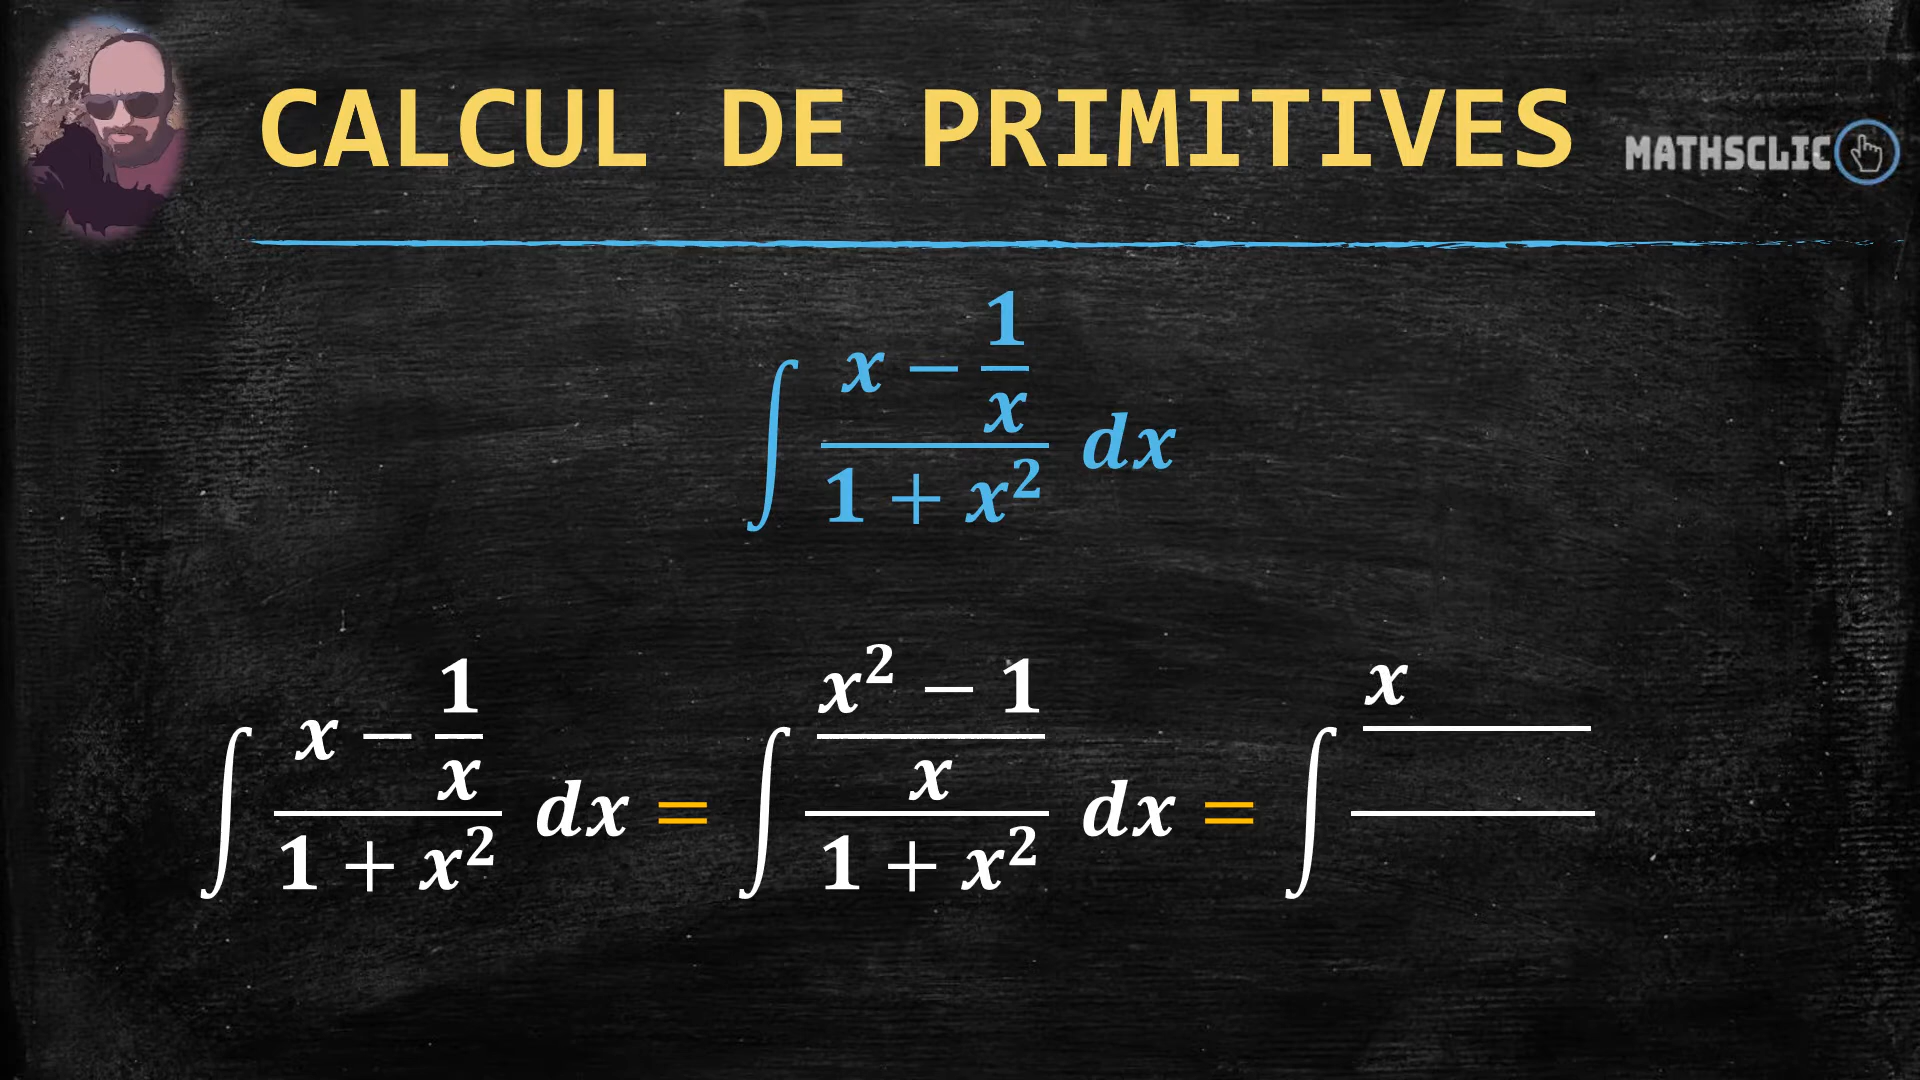 CALCUL DE PRIMITIVES
MATHSCLIC
∫ (x − 1/x)/(1 + x²) dx
∫ (x − 1/x)/(1 + x²) dx = ∫ ((x² − 1)/x)/(1 + x²) dx = ∫ x